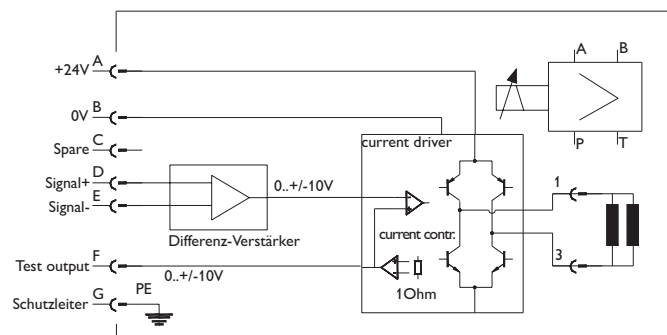 A
+24V
B
0V
C
Spare
D
Signal+
E
Signal-
F
Test output
G
Schutzleiter
PE
0..+/-10V
Differenz-Verstärker
0..+/-10V
current driver
current contr.
1Ohm
1
3
A
B
P
T